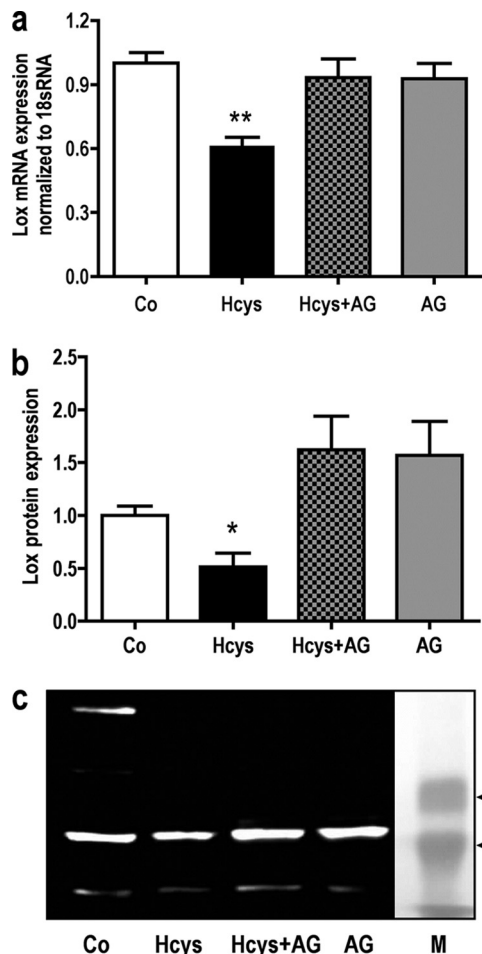 a
Lox mRNA expression
normalized to 18sRNA
1.2
0.9
0.6
0.3
0.0
**
Co Hcys Hcys+AG AG
b
Lox protein expression
2.5
2.0
1.5
1.0
0.5
0.0
*
Co Hcys Hcys+AG AG
c
Co Hcys Hcys+AG AG M